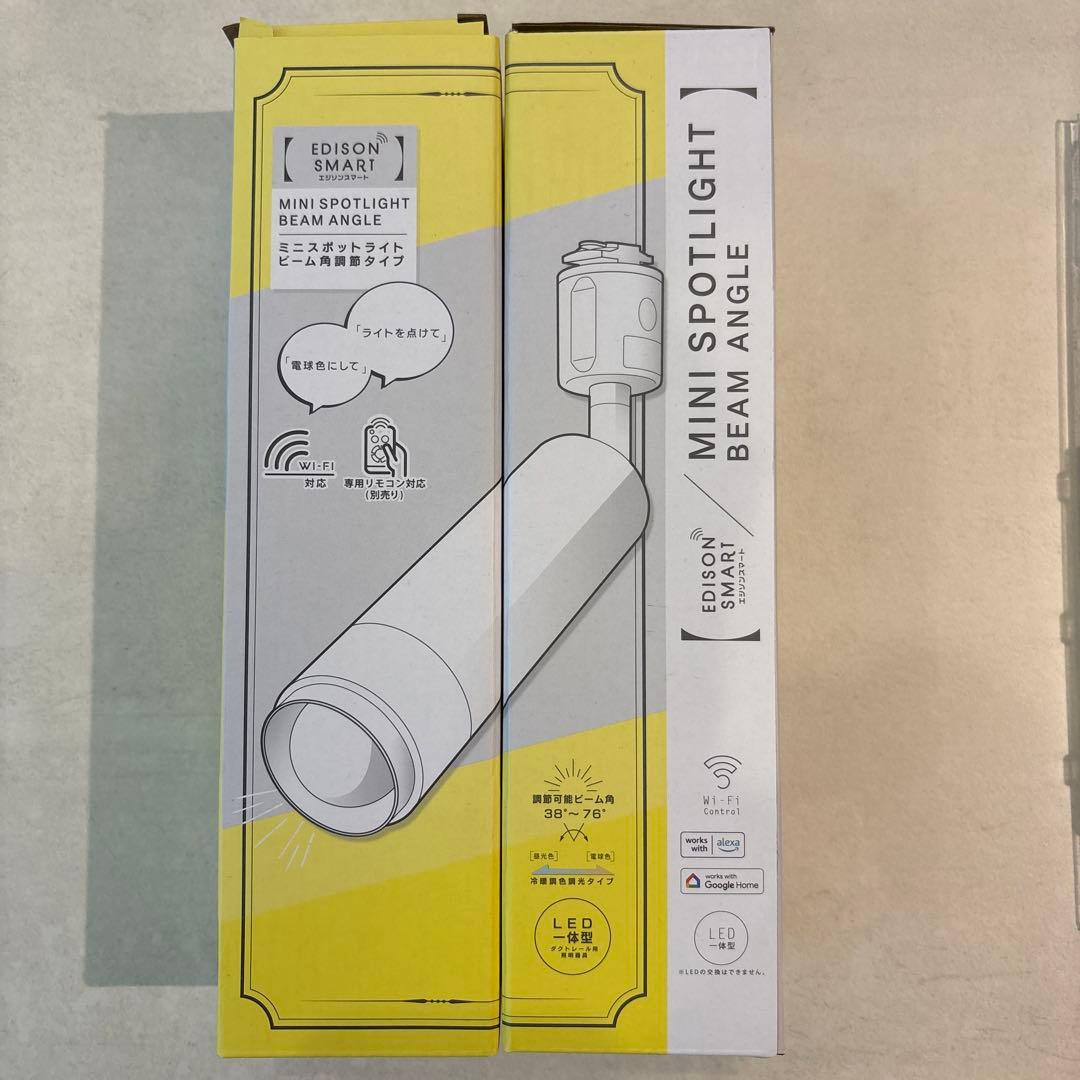 EDISON
SMART
エジソンスマート
MINI SPOTLIGHT
BEAM ANGLE
ミニスポットライト
ビーム角調節タイプ
「ライトを点けて」
「電球色にして」
WI-FI
対応
専用リモコン対応
(別売り)
調節可能ビーム角
38°～76°
[昼光色]
[電球色]
冷暖調色調光タイプ
LED
一体型
ダクトレール用
照明器具
MINI SPOTLIGHT
BEAM ANGLE
EDISON
SMART
エジソンスマート
Wi-Fi
Control
works
with
alexa
works with
Google Home
LED
一体型
※LEDの交換はできません。